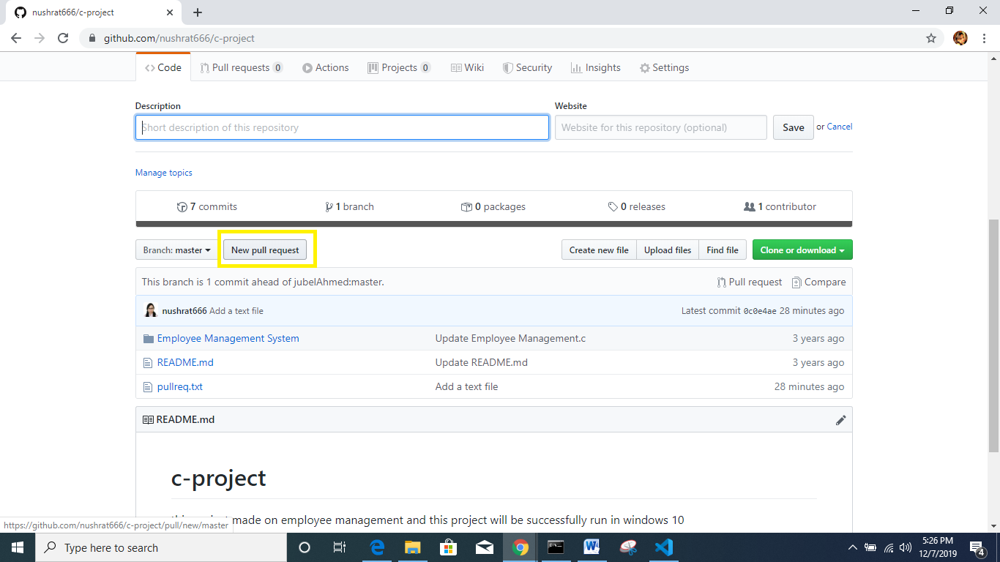 nushrat666/c-project
github.com/nushrat666/c-project
Code Pull requests 0 Actions Projects 0 Wiki Security Insights Settings
Description Website
Short description of this repository Website for this repository (optional) Save or Cancel
Manage topics
7 commits 1 branch 0 packages 0 releases 1 contributor
Branch: master New pull request Create new file Upload files Find file Clone or download
This branch is 1 commit ahead of jubelAhmed:master. Pull request Compare
nushrat666 Add a text file Latest commit 0c0e4ae 28 minutes ago
Employee Management System Update Employee Management.c 3 years ago
README.md Update README.md 3 years ago
pullreq.txt Add a text file 28 minutes ago
README.md
c-project
made on employee management and this project will be successfully run in windows 10
https://github.com/nushrat666/c-project/pull/new/master
Type here to search 5:26 PM
12/7/2019 4